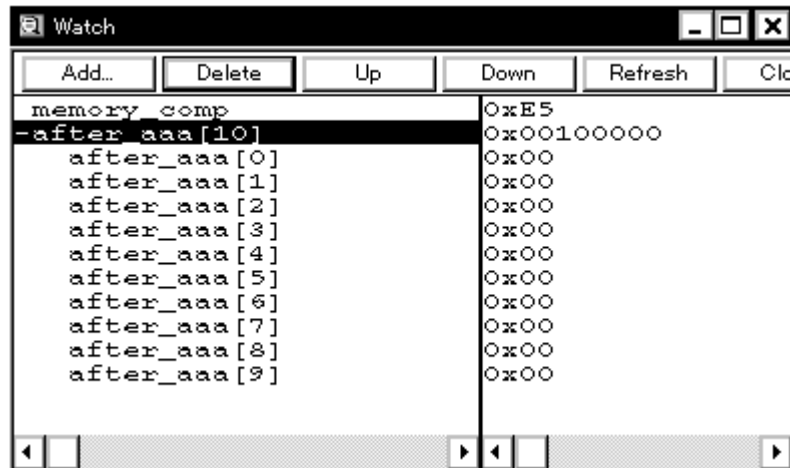 Watch
Add... Delete Up Down Refresh Clo
memory_comp 0xE5
-after_aaa[10] 0x00100000
after_aaa[0] 0x00
after_aaa[1] 0x00
after_aaa[2] 0x00
after_aaa[3] 0x00
after_aaa[4] 0x00
after_aaa[5] 0x00
after_aaa[6] 0x00
after_aaa[7] 0x00
after_aaa[8] 0x00
after_aaa[9] 0x00